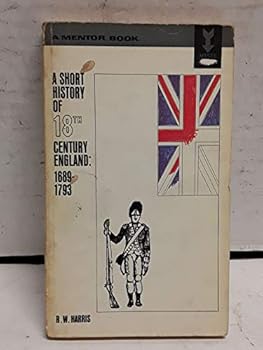 A MENTOR BOOK
A SHORT
HISTORY
OF
18TH
CENTURY
ENGLAND:
1689
1793
R.W. HARRIS